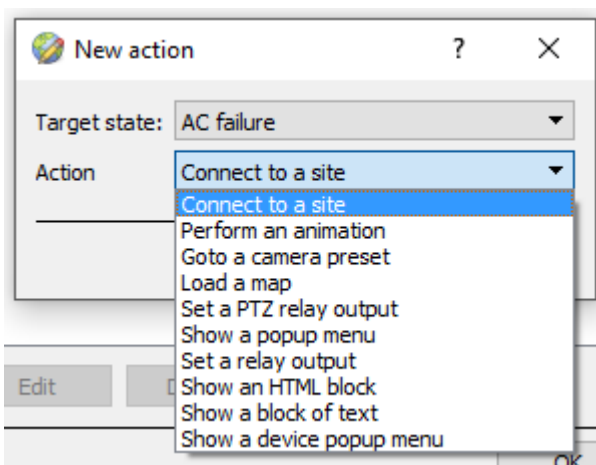 New action ?
Target state: AC failure
Action Connect to a site
Connect to a site
Perform an animation
Goto a camera preset
Load a map
Set a PTZ relay output
Show a popup menu
Set a relay output
Edit
Show an HTML block
Show a block of text
Show a device popup menu
OK